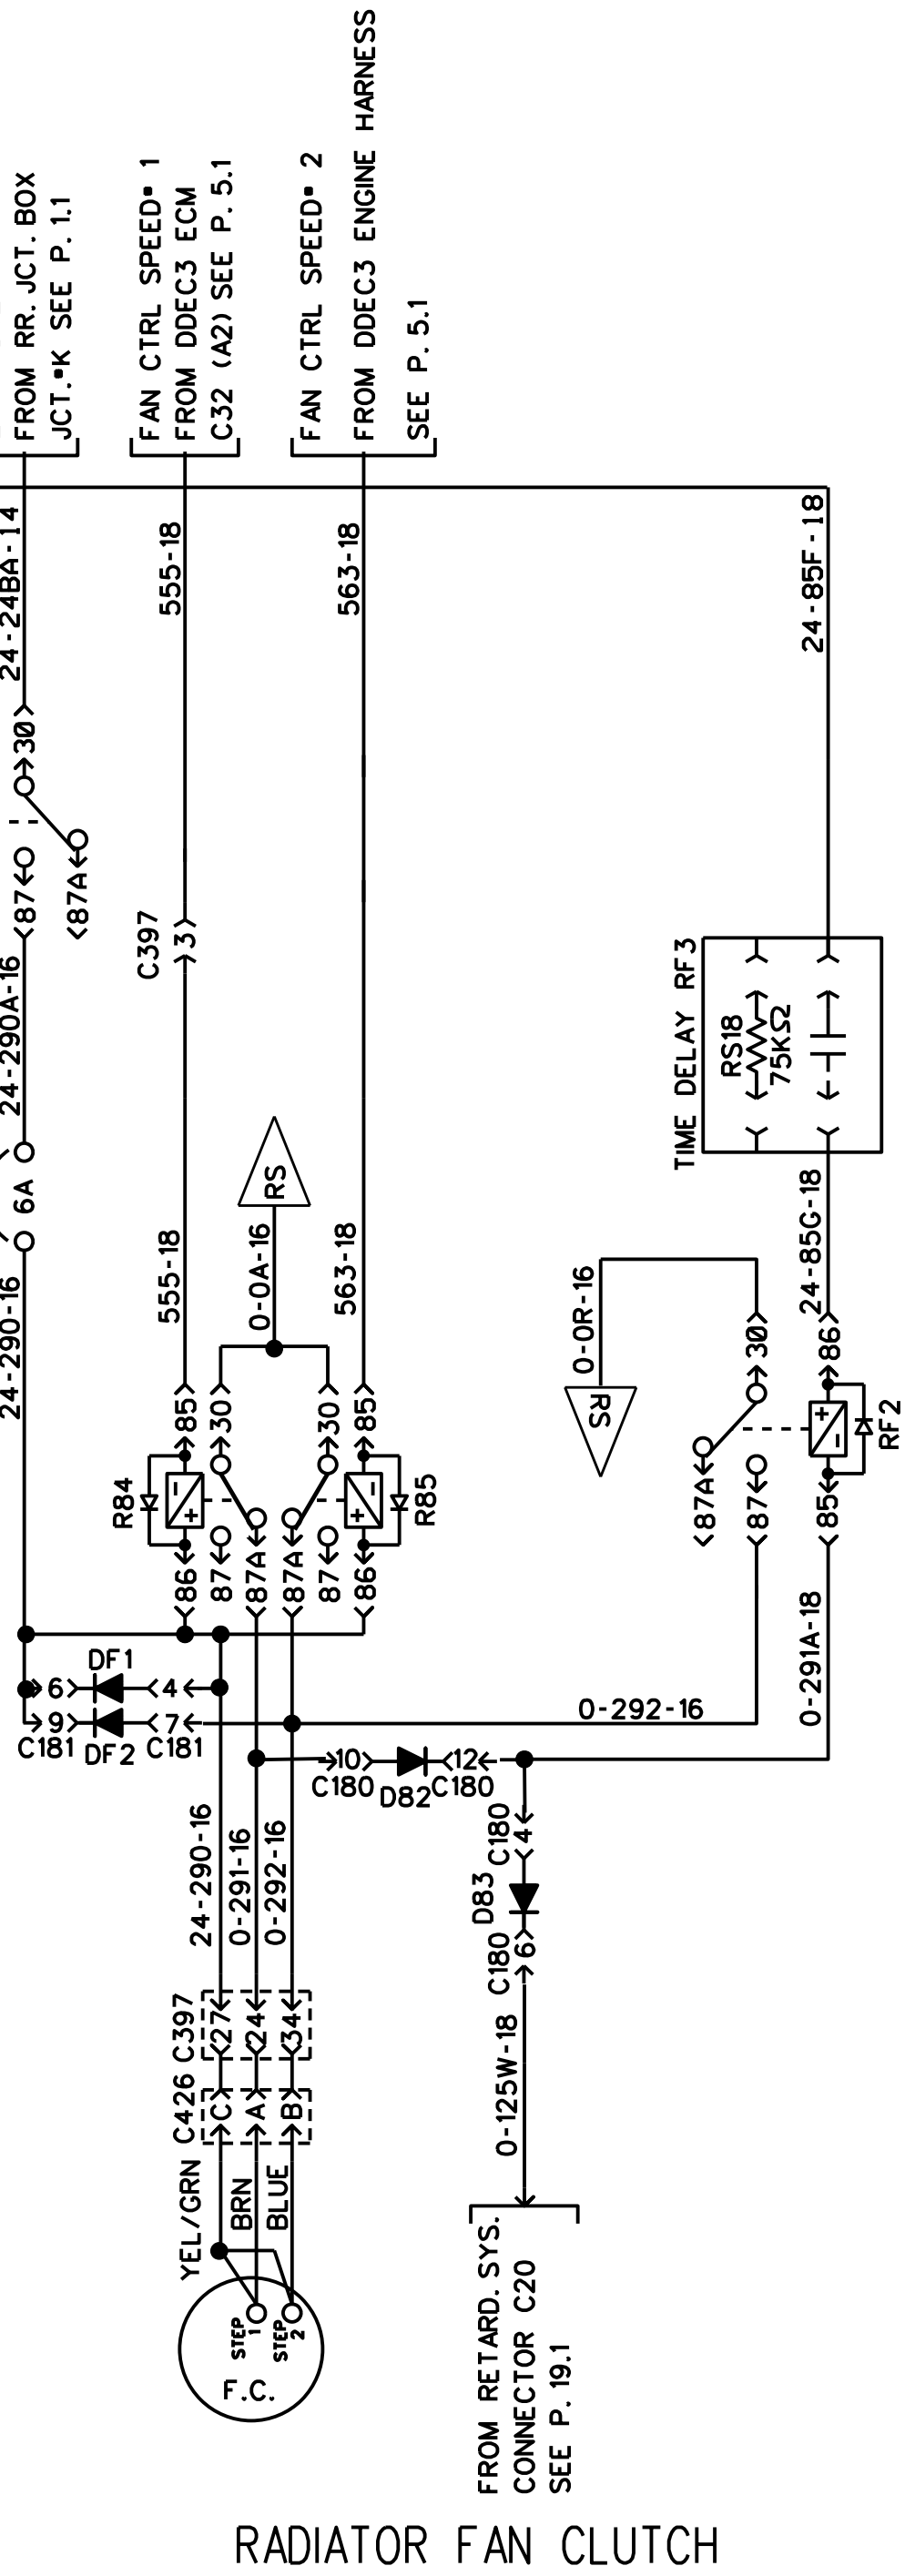 FROM RR. JCT. BOX
JCT.*K SEE P. 1.1
FAN CTRL SPEED* 1
FROM DDEC3 ECM
C32 (A2) SEE P. 5.1
FAN CTRL SPEED* 2
FROM DDEC3 ENGINE HARNESS
SEE P. 5.1
24-24BA-14
555-18
563-18
24-85F-18
30
87
87A
C397
3
24-290A-16
TIME DELAY RF3
RS18
75KΩ
6A
RS
24-290-16
555-18
0-0A-16
563-18
0-0R-16
24-85G-18
RS
30
86
R84
85
30
30
85
R85
86
87
87A
87A
87
86
87A
87
85
RF2
DF1
6
4
9
7
C181
DF2
C181
0-292-16
0-291A-18
10
12
C180
D82
C180
24-290-16
0-291-16
0-292-16
C180
4
D83
C180
6
0-125W-18
C397
27
24
34
C426
C
A
B
YEL/GRN
BRN
BLUE
STEP
1
STEP
2
F.C.
FROM RETARD. SYS.
CONNECTOR C20
SEE P. 19.1
RADIATOR FAN CLUTCH